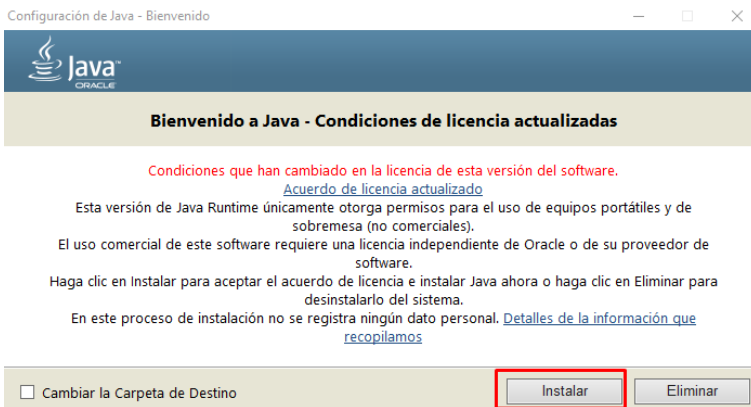 Configuración de Java - Bienvenido
Java™
ORACLE
Bienvenido a Java - Condiciones de licencia actualizadas
Condiciones que han cambiado en la licencia de esta versión del software.
Acuerdo de licencia actualizado
Esta versión de Java Runtime únicamente otorga permisos para el uso de equipos portátiles y de
sobremesa (no comerciales).
El uso comercial de este software requiere una licencia independiente de Oracle o de su proveedor de
software.
Haga clic en Instalar para aceptar el acuerdo de licencia e instalar Java ahora o haga clic en Eliminar para
desinstalarlo del sistema.
En este proceso de instalación no se registra ningún dato personal. Detalles de la información que
recopilamos
Cambiar la Carpeta de Destino
Instalar
Eliminar